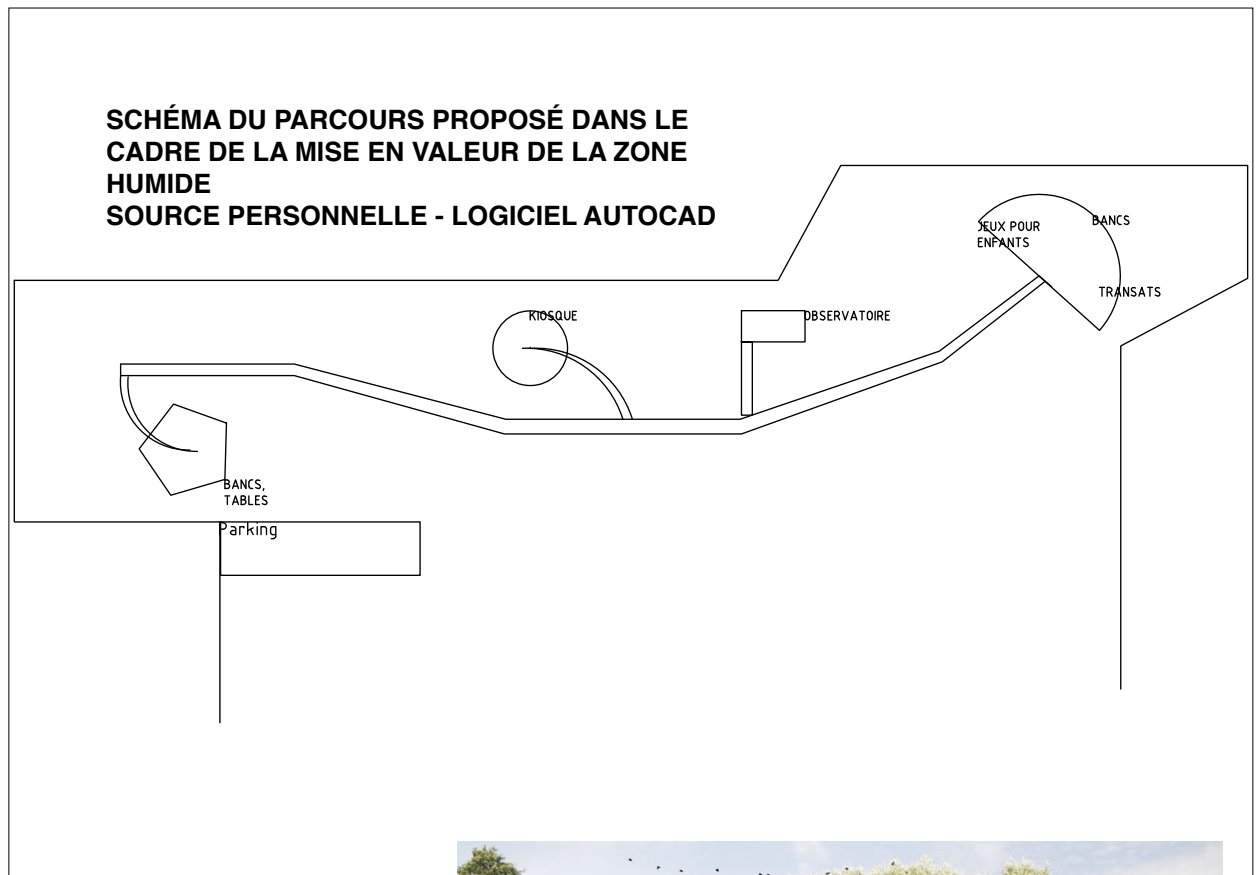 SCHÉMA DU PARCOURS PROPOSÉ DANS LE
CADRE DE LA MISE EN VALEUR DE LA ZONE
HUMIDE
SOURCE PERSONNELLE - LOGICIEL AUTOCAD
JEUX POUR
ENFANTS
BANCS
TRANSATS
KIOSQUE
OBSERVATOIRE
BANCS,
TABLES
Parking